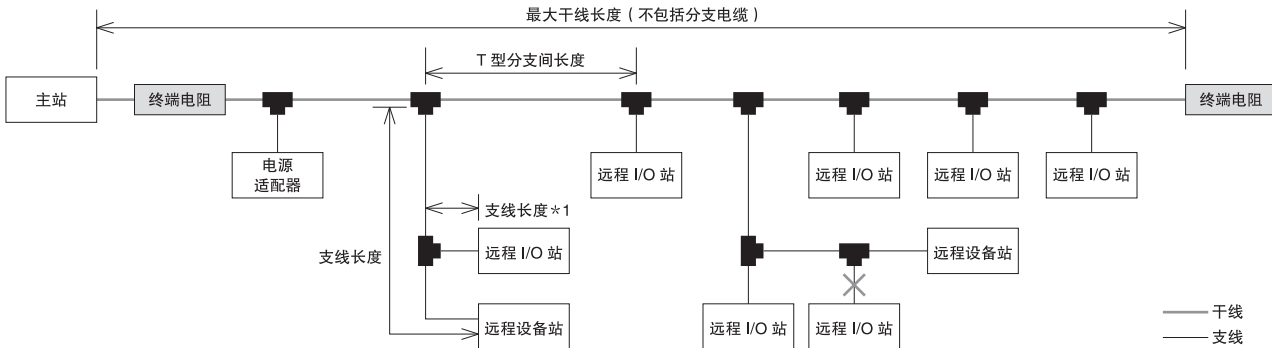 最大干线长度（不包括分支电缆）
T 型分支间长度
主站
终端电阻
终端电阻
电源
适配器
远程 I/O 站
远程 I/O 站
远程 I/O 站
远程 I/O 站
支线长度*1
支线长度
远程 I/O 站
远程设备站
远程设备站
远程 I/O 站
远程 I/O 站
干线
支线